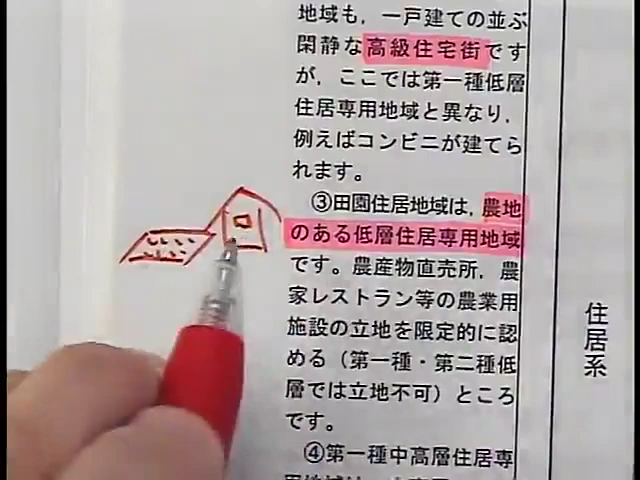 地域も，一戸建ての並ぶ
閑静な高級住宅街です
が，ここでは第一種低層
住居専用地域と異なり，
例えばコンビニが建てら
れます。
③田園住居地域は，農地
のある低層住居専用地域
です。農産物直売所，農
家レストラン等の農業用
施設の立地を限定的に認
める（第一種・第二種低
層では立地不可）ところ
です。
④第一種中高層住居専
住居系